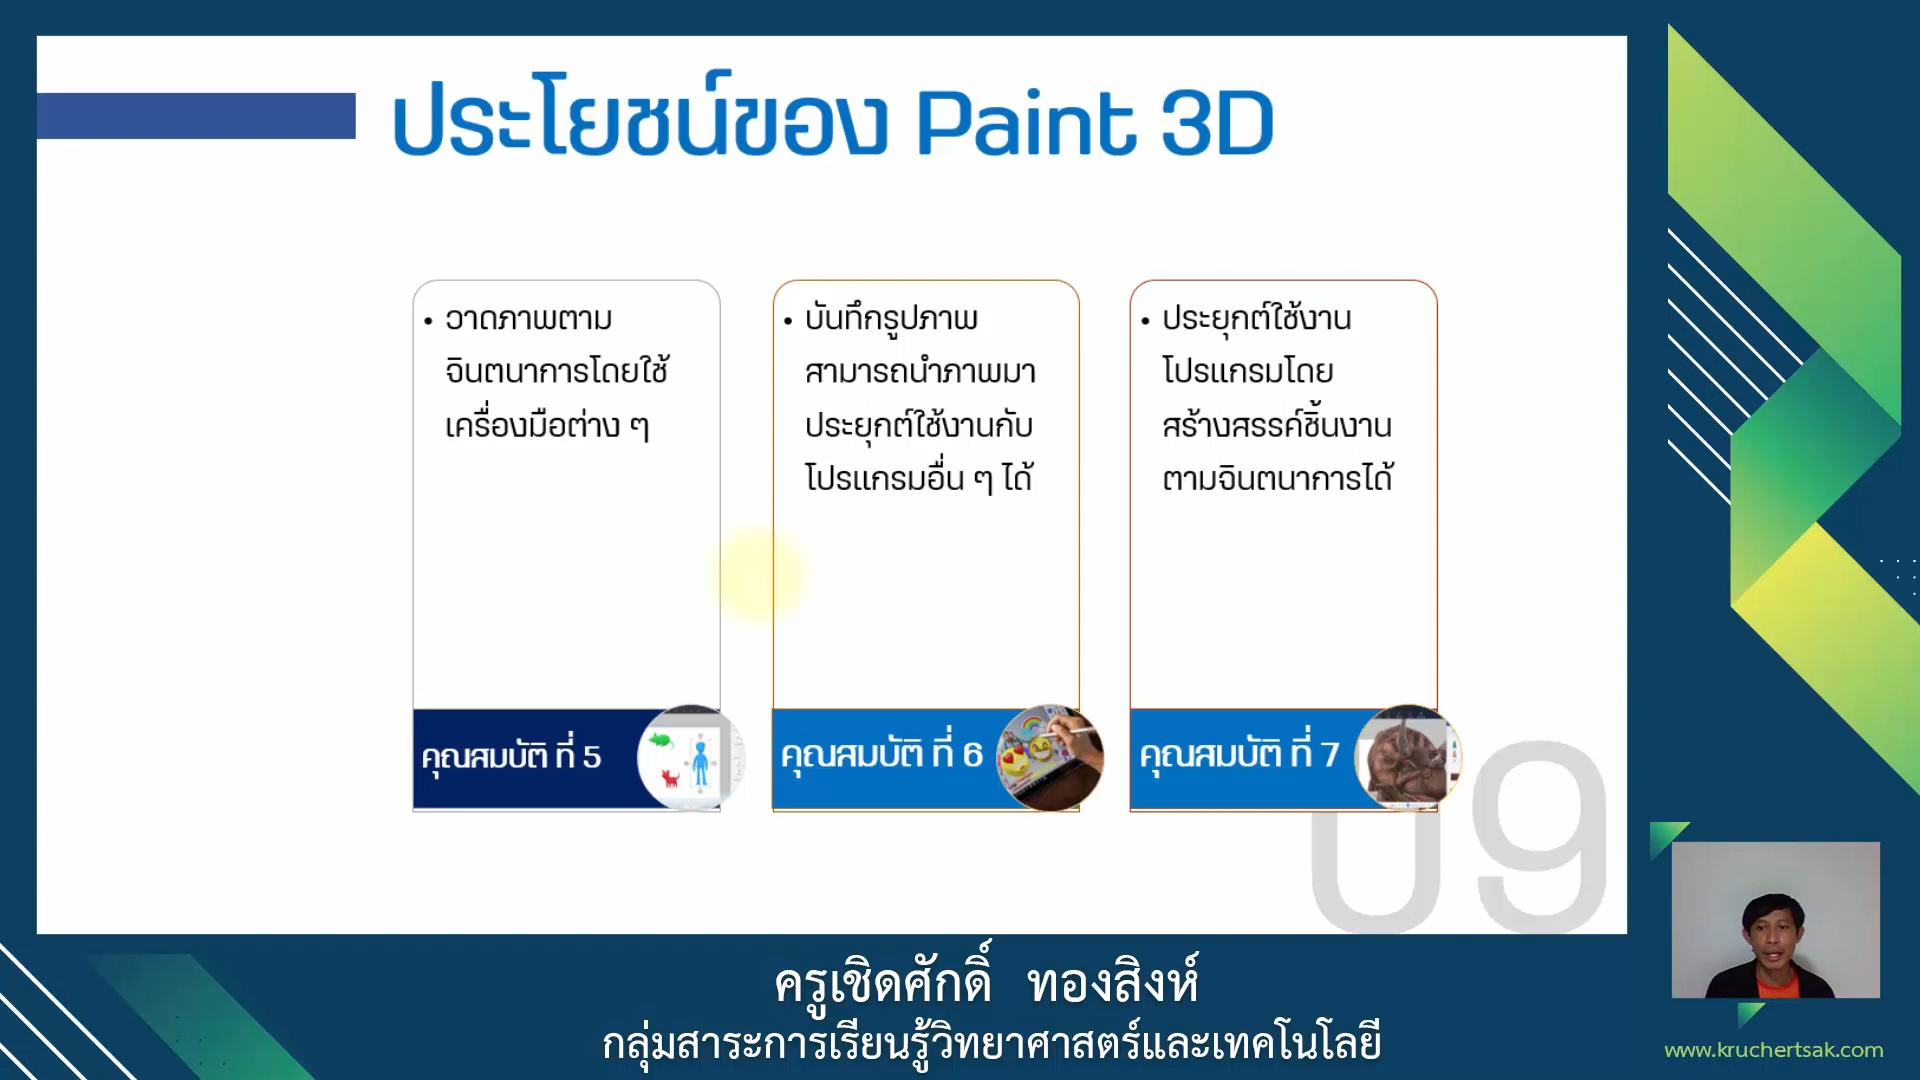 ประโยชน์ของ Paint 3D
• วาดภาพตาม
จินตนาการโดยใช้
เครื่องมือต่าง ๆ
คุณสมบัติ ที่ 5
• บันทึกรูปภาพ
สามารถนำภาพมา
ประยุกต์ใช้งานกับ
โปรแกรมอื่น ๆ ได้
คุณสมบัติ ที่ 6
• ประยุกต์ใช้งาน
โปรแกรมโดย
สร้างสรรค์ชิ้นงาน
ตามจินตนาการได้
คุณสมบัติ ที่ 7
09
ครูเชิดศักดิ์ ทองสิงห์
กลุ่มสาระการเรียนรู้วิทยาศาสตร์และเทคโนโลยี
www.kruchertsak.com